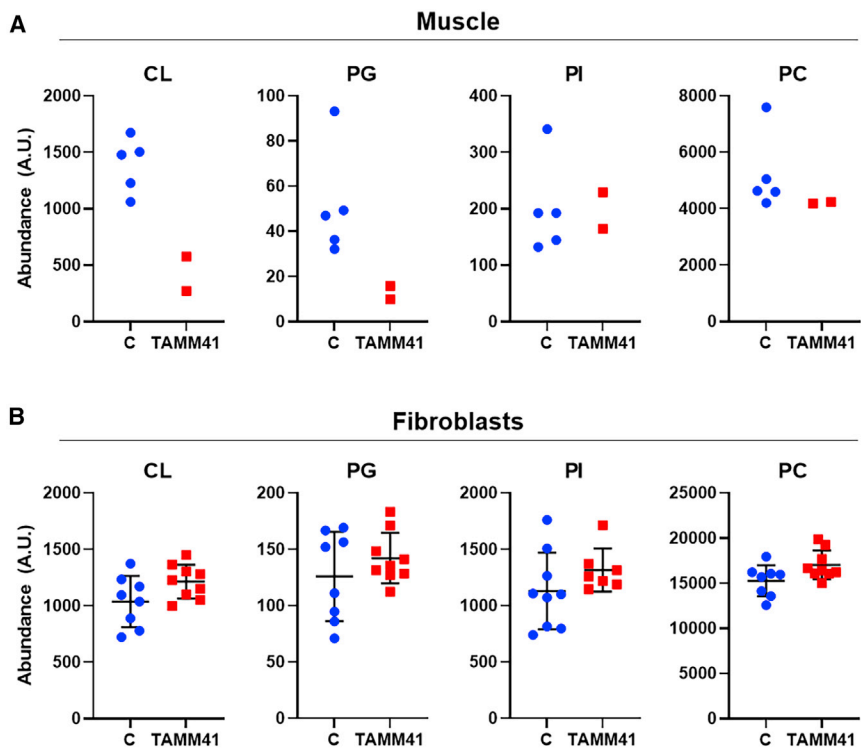 A
Muscle
CL
PG
PI
PC
Abundance (A.U.)
2000
1500
1000
500
0
C
TAMM41
100
80
60
40
20
0
C
TAMM41
400
300
200
100
0
C
TAMM41
8000
6000
4000
2000
0
C
TAMM41
B
Fibroblasts
CL
PG
PI
PC
Abundance (A.U.)
2000
1500
1000
500
0
C
TAMM41
200
150
100
50
0
C
TAMM41
2000
1500
1000
500
0
C
TAMM41
25000
20000
15000
10000
5000
0
C
TAMM41